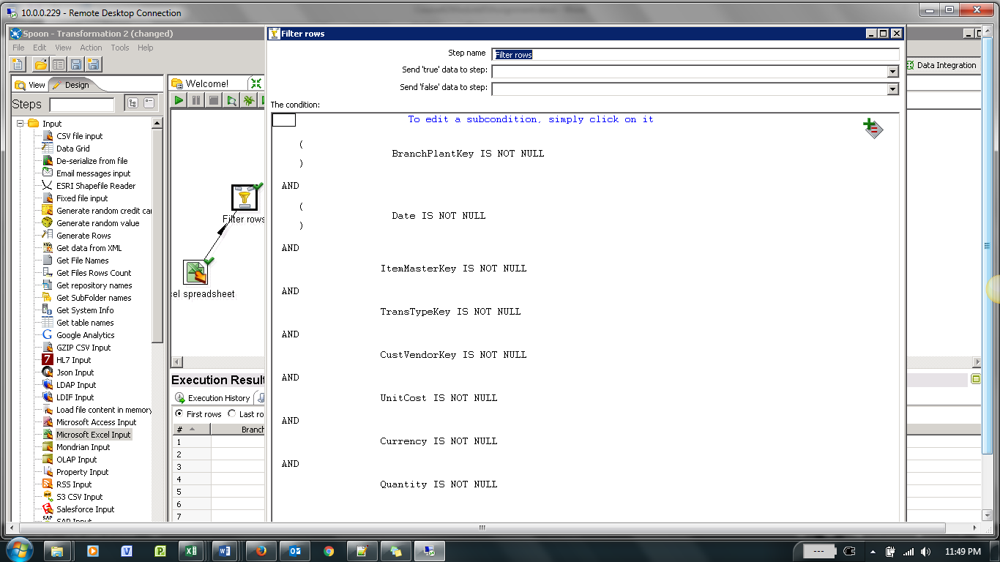 10.0.0.229 - Remote Desktop Connection
Spoon - Transformation 2 (changed)
File Edit View Action Tools Help
View Design
Steps
Input
CSV file input
Data Grid
De-serialize from file
Email messages input
ESRI Shapefile Reader
Fixed file input
Generate random credit car
Generate random value
Generate Rows
Get data from XML
Get File Names
Get Files Rows Count
Get repository names
Get SubFolder names
Get System Info
Get table names
Google Analytics
GZIP CSV Input
HL7 Input
Json Input
LDAP Input
LDIF Input
Load file content in memory
Microsoft Access Input
Microsoft Excel Input
Mondrian Input
OLAP Input
Property Input
RSS Input
S3 CSV Input
Salesforce Input
SAP Input
Welcome!
Filter rows
cel spreadsheet
Execution Result
Execution History
First rows Last ro
# Branch
1
2
3
4
5
6
7
Filter rows
Step name Filter rows
Send 'true' data to step:
Send 'false' data to step:
The condition:
To edit a subcondition, simply click on it
(
BranchPlantKey IS NOT NULL
)
AND
(
Date IS NOT NULL
)
AND
ItemMasterKey IS NOT NULL
AND
TransTypeKey IS NOT NULL
AND
CustVendorKey IS NOT NULL
AND
UnitCost IS NOT NULL
AND
Currency IS NOT NULL
AND
Quantity IS NOT NULL
Data Integration
11:49 PM